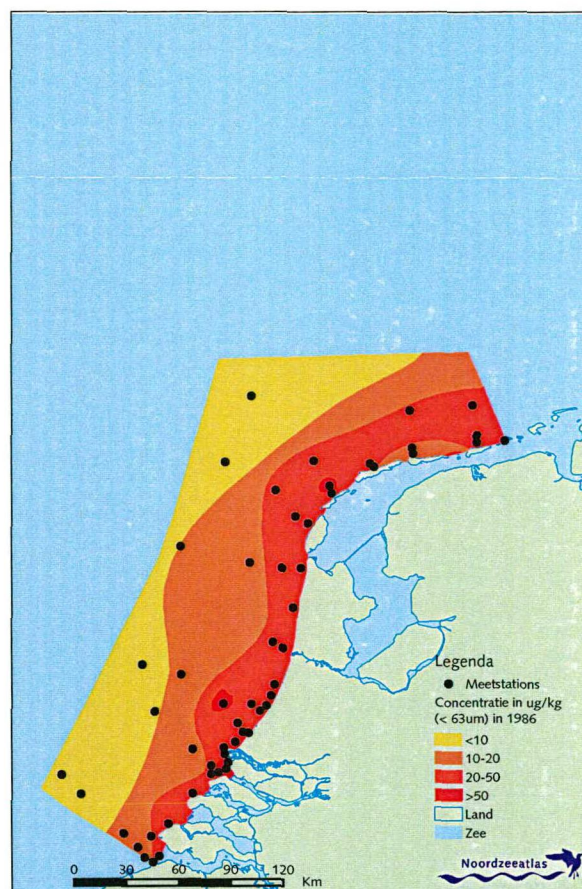 Legenda
Meetstations
Concentratie in ug/kg
(< 63um) in 1986
<10
10-20
20-50
>50
Land
Zee
0 30 60 90 120
Km
Noordzeeatlas